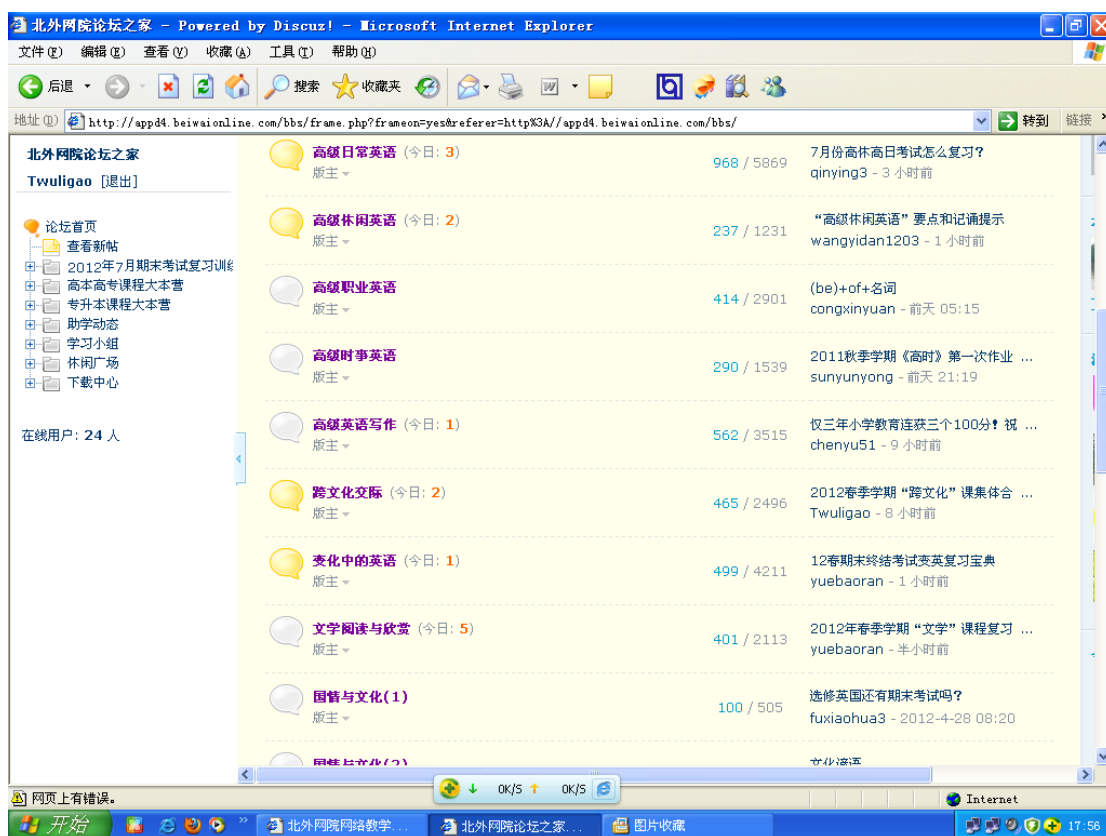 北外网院论坛之家 - Powered by Discuz! - Microsoft Internet Explorer
文件(F) 编辑(E) 查看(V) 收藏(A) 工具(T) 帮助(H)
后退 搜索 收藏夹
地址(D) http://appd4.beiwaionline.com/bbs/frame.php?frameon=yes&referer=http%3A//appd4.beiwaionline.com/bbs/ 转到 链接
北外网院论坛之家
Twuligao [退出]
论坛首页
查看新帖
2012年7月期末考试复习训练
高本高专课程大本营
专升本课程大本营
助学动态
学习小组
休闲广场
下载中心
在线用户: 24 人
高级日常英语 (今日: 3) 968 / 5869 7月份高休高日考试怎么复习?
版主 qinying3 - 3 小时前
高级休闲英语 (今日: 2) 237 / 1231 “高级休闲英语”要点和记诵提示
版主 wangyidan1203 - 1 小时前
高级职业英语 414 / 2901 (be)+of+名词
版主 congxinyuan - 前天 05:15
高级时事英语 290 / 1539 2011秋季学期《高时》第一次作业 ...
版主 sunyunyong - 前天 21:19
高级英语写作 (今日: 1) 562 / 3515 仅三年小学教育连获三个100分! 祝 ...
版主 chenyu51 - 9 小时前
跨文化交际 (今日: 2) 465 / 2496 2012春季学期“跨文化”课集体合 ...
版主 Twuligao - 8 小时前
变化中的英语 (今日: 1) 499 / 4211 12春期末终结考试变英复习宝典
版主 yuebaoran - 1 小时前
文学阅读与欣赏 (今日: 5) 401 / 2113 2012年春季学期“文学”课程复习 ...
版主 yuebaoran - 半小时前
国情与文化(1) 100 / 505 选修英国还有期末考试吗?
版主 fuxiaohua3 - 2012-4-28 08:20
国情与文化(2) 文化谚语
0K/S 0K/S
网页上有错误。 Internet
开始 北外网院网络教学... 北外网院论坛之家... 图片收藏 17:56